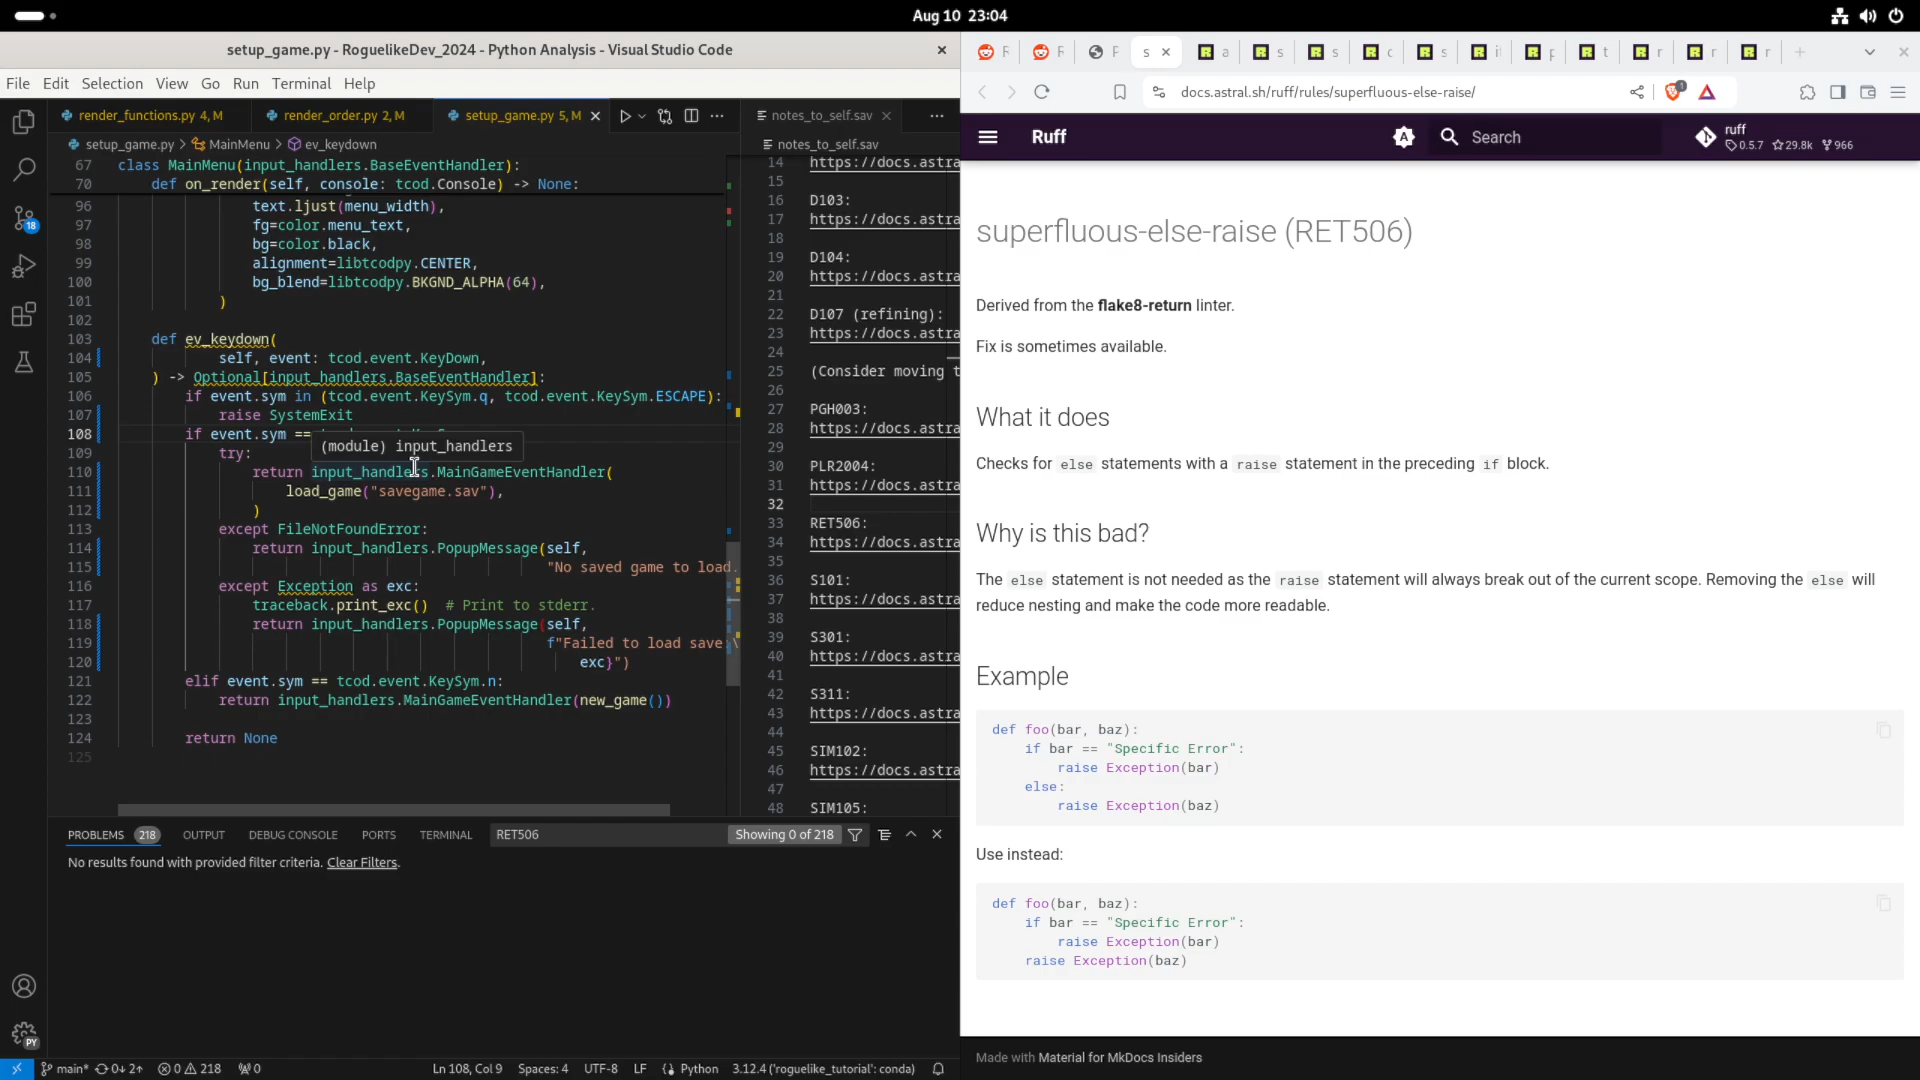 Aug 10 23:04
setup_game.py - RoguelikeDev_2024 - Python Analysis - Visual Studio Code
File Edit Selection View Go Run Terminal Help
render_functions.py 4, M
render_order.py 2, M
setup_game.py 5, M
notes_to_self.sav
setup_game.py > MainMenu > ev_keydown
notes_to_self.sav
67 class MainMenu(input_handlers.BaseEventHandler):
70 def on_render(self, console: tcod.Console) -> None:
96 text.ljust(menu_width),
97 fg=color.menu_text,
98 bg=color.black,
99 alignment=libtcodpy.CENTER,
100 bg_blend=libtcodpy.BKGND_ALPHA(64),
101 )
102
103 def ev_keydown(
104 self, event: tcod.event.KeyDown,
105 ) -> Optional[input_handlers.BaseEventHandler]:
106 if event.sym in (tcod.event.KeySym.q, tcod.event.KeySym.ESCAPE):
107 raise SystemExit
108 if event.sym ==
(module) input_handlers
109 try:
110 return input_handlers.MainGameEventHandler(
111 load_game("savegame.sav"),
112 )
113 except FileNotFoundError:
114 return input_handlers.PopupMessage(self,
115 "No saved game to load.
116 except Exception as exc:
117 traceback.print_exc()  # Print to stderr.
118 return input_handlers.PopupMessage(self,
119 f"Failed to load save:\
120 exc}")
121 elif event.sym == tcod.event.KeySym.n:
122 return input_handlers.MainGameEventHandler(new_game())
123
124 return None
125
14 https://docs.astra
15
16 D103:
17 https://docs.astra
18
19 D104:
20 https://docs.astra
21
22 D107 (refining):
23 https://docs.astra
24
25 (Consider moving t
26
27 PGH003:
28 https://docs.astra
29
30 PLR2004:
31 https://docs.astra
32
33 RET506:
34 https://docs.astra
35
36 S101:
37 https://docs.astra
38
39 S301:
40 https://docs.astra
41
42 S311:
43 https://docs.astra
44
45 SIM102:
46 https://docs.astra
47
48 SIM105:
PROBLEMS 218 OUTPUT DEBUG CONSOLE PORTS TERMINAL RET506 Showing 0 of 218
No results found with provided filter criteria. Clear Filters.
18
PY
main* 0↓ 2↑ 0 218 0 Ln 108, Col 9 Spaces: 4 UTF-8 LF Python 3.12.4 ('roguelike_tutorial': conda)
docs.astral.sh/ruff/rules/superfluous-else-raise/
1
Ruff
Search
ruff
0.5.7 29.8k 966
superfluous-else-raise (RET506)
Derived from the flake8-return linter.
Fix is sometimes available.
What it does
Checks for else statements with a raise statement in the preceding if block.
Why is this bad?
The else statement is not needed as the raise statement will always break out of the current scope. Removing the else will
reduce nesting and make the code more readable.
Example
def foo(bar, baz):
if bar == "Specific Error":
raise Exception(bar)
else:
raise Exception(baz)
Use instead:
def foo(bar, baz):
if bar == "Specific Error":
raise Exception(bar)
raise Exception(baz)
Made with Material for MkDocs Insiders